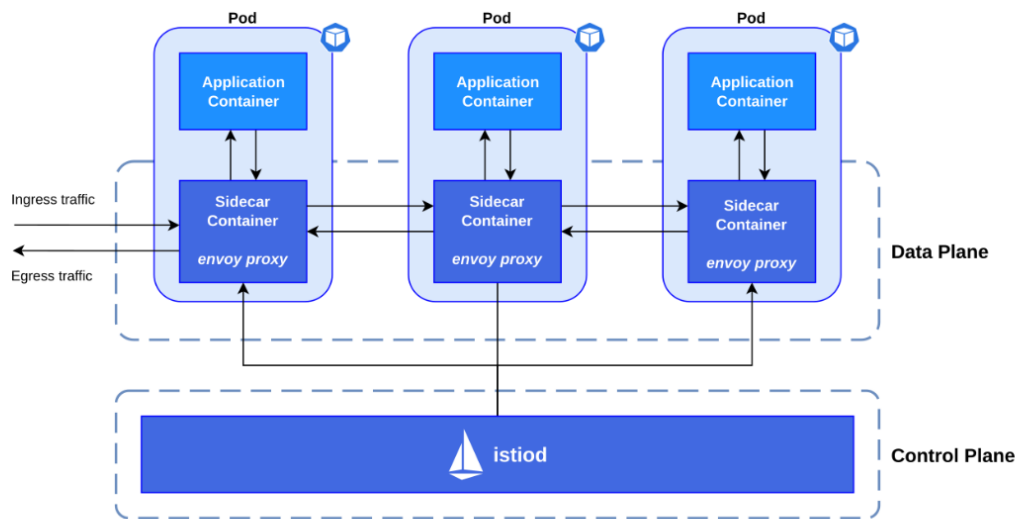 Pod
Pod
Pod
Application
Container
Application
Container
Application
Container
Ingress traffic
Egress traffic
Sidecar
Container
envoy proxy
Sidecar
Container
envoy proxy
Sidecar
Container
envoy proxy
Data Plane
istiod
Control Plane